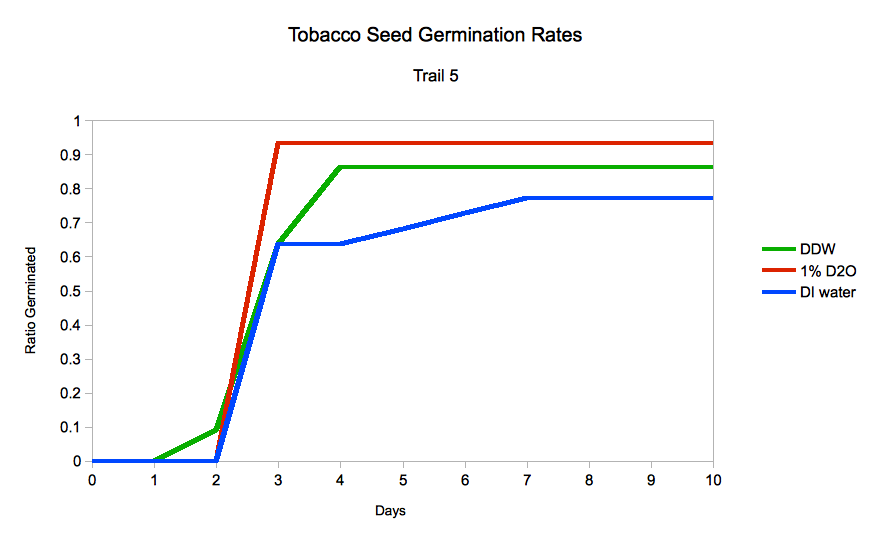 Tobacco Seed Germination Rates
Trail 5
1
0.9
0.8
0.7
0.6
0.5
0.4
0.3
0.2
0.1
0
Ratio Germinated
0 1 2 3 4 5 6 7 8 9 10
Days
DDW
1% D2O
DI water